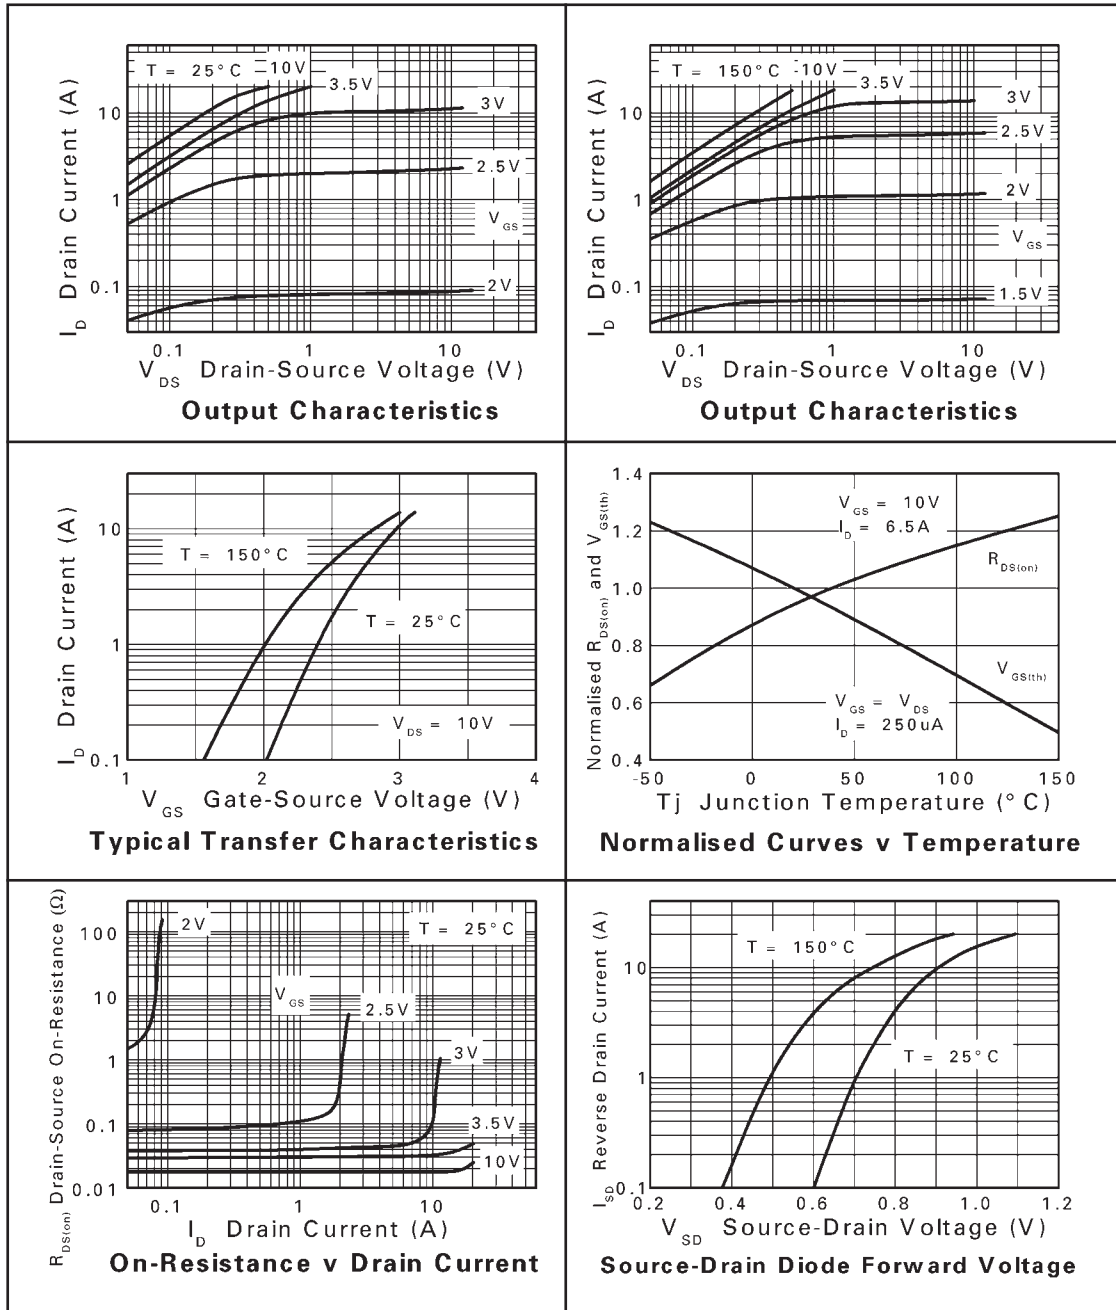 T = 25°C
10V
3.5V
3V
2.5V
V_GS
2V
10
1
0.1
I_D Drain Current (A)
0.1 1 10
V_DS Drain-Source Voltage (V)
Output Characteristics
T = 150°C
10V
3.5V
3V
2.5V
2V
V_GS
1.5V
10
1
0.1
I_D Drain Current (A)
0.1 1 10
V_DS Drain-Source Voltage (V)
Output Characteristics
T = 150°C
T = 25°C
V_DS = 10V
10
1
0.1
I_D Drain Current (A)
1 2 3 4
V_GS Gate-Source Voltage (V)
Typical Transfer Characteristics
V_GS = 10V
I_D = 6.5A
R_DS(on)
V_GS(th)
V_GS = V_DS
I_D = 250uA
1.4
1.2
1.0
0.8
0.6
0.4
Normalised R_DS(on) and V_GS(th)
-50 0 50 100 150
Tj Junction Temperature (°C)
Normalised Curves v Temperature
2V
T = 25°C
V_GS
2.5V
3V
3.5V
10V
100
10
1
0.1
0.01
R_DS(on) Drain-Source On-Resistance (Ω)
0.1 1 10
I_D Drain Current (A)
On-Resistance v Drain Current
T = 150°C
T = 25°C
10
1
0.1
I_SD Reverse Drain Current (A)
0.2 0.4 0.6 0.8 1.0 1.2
V_SD Source-Drain Voltage (V)
Source-Drain Diode Forward Voltage